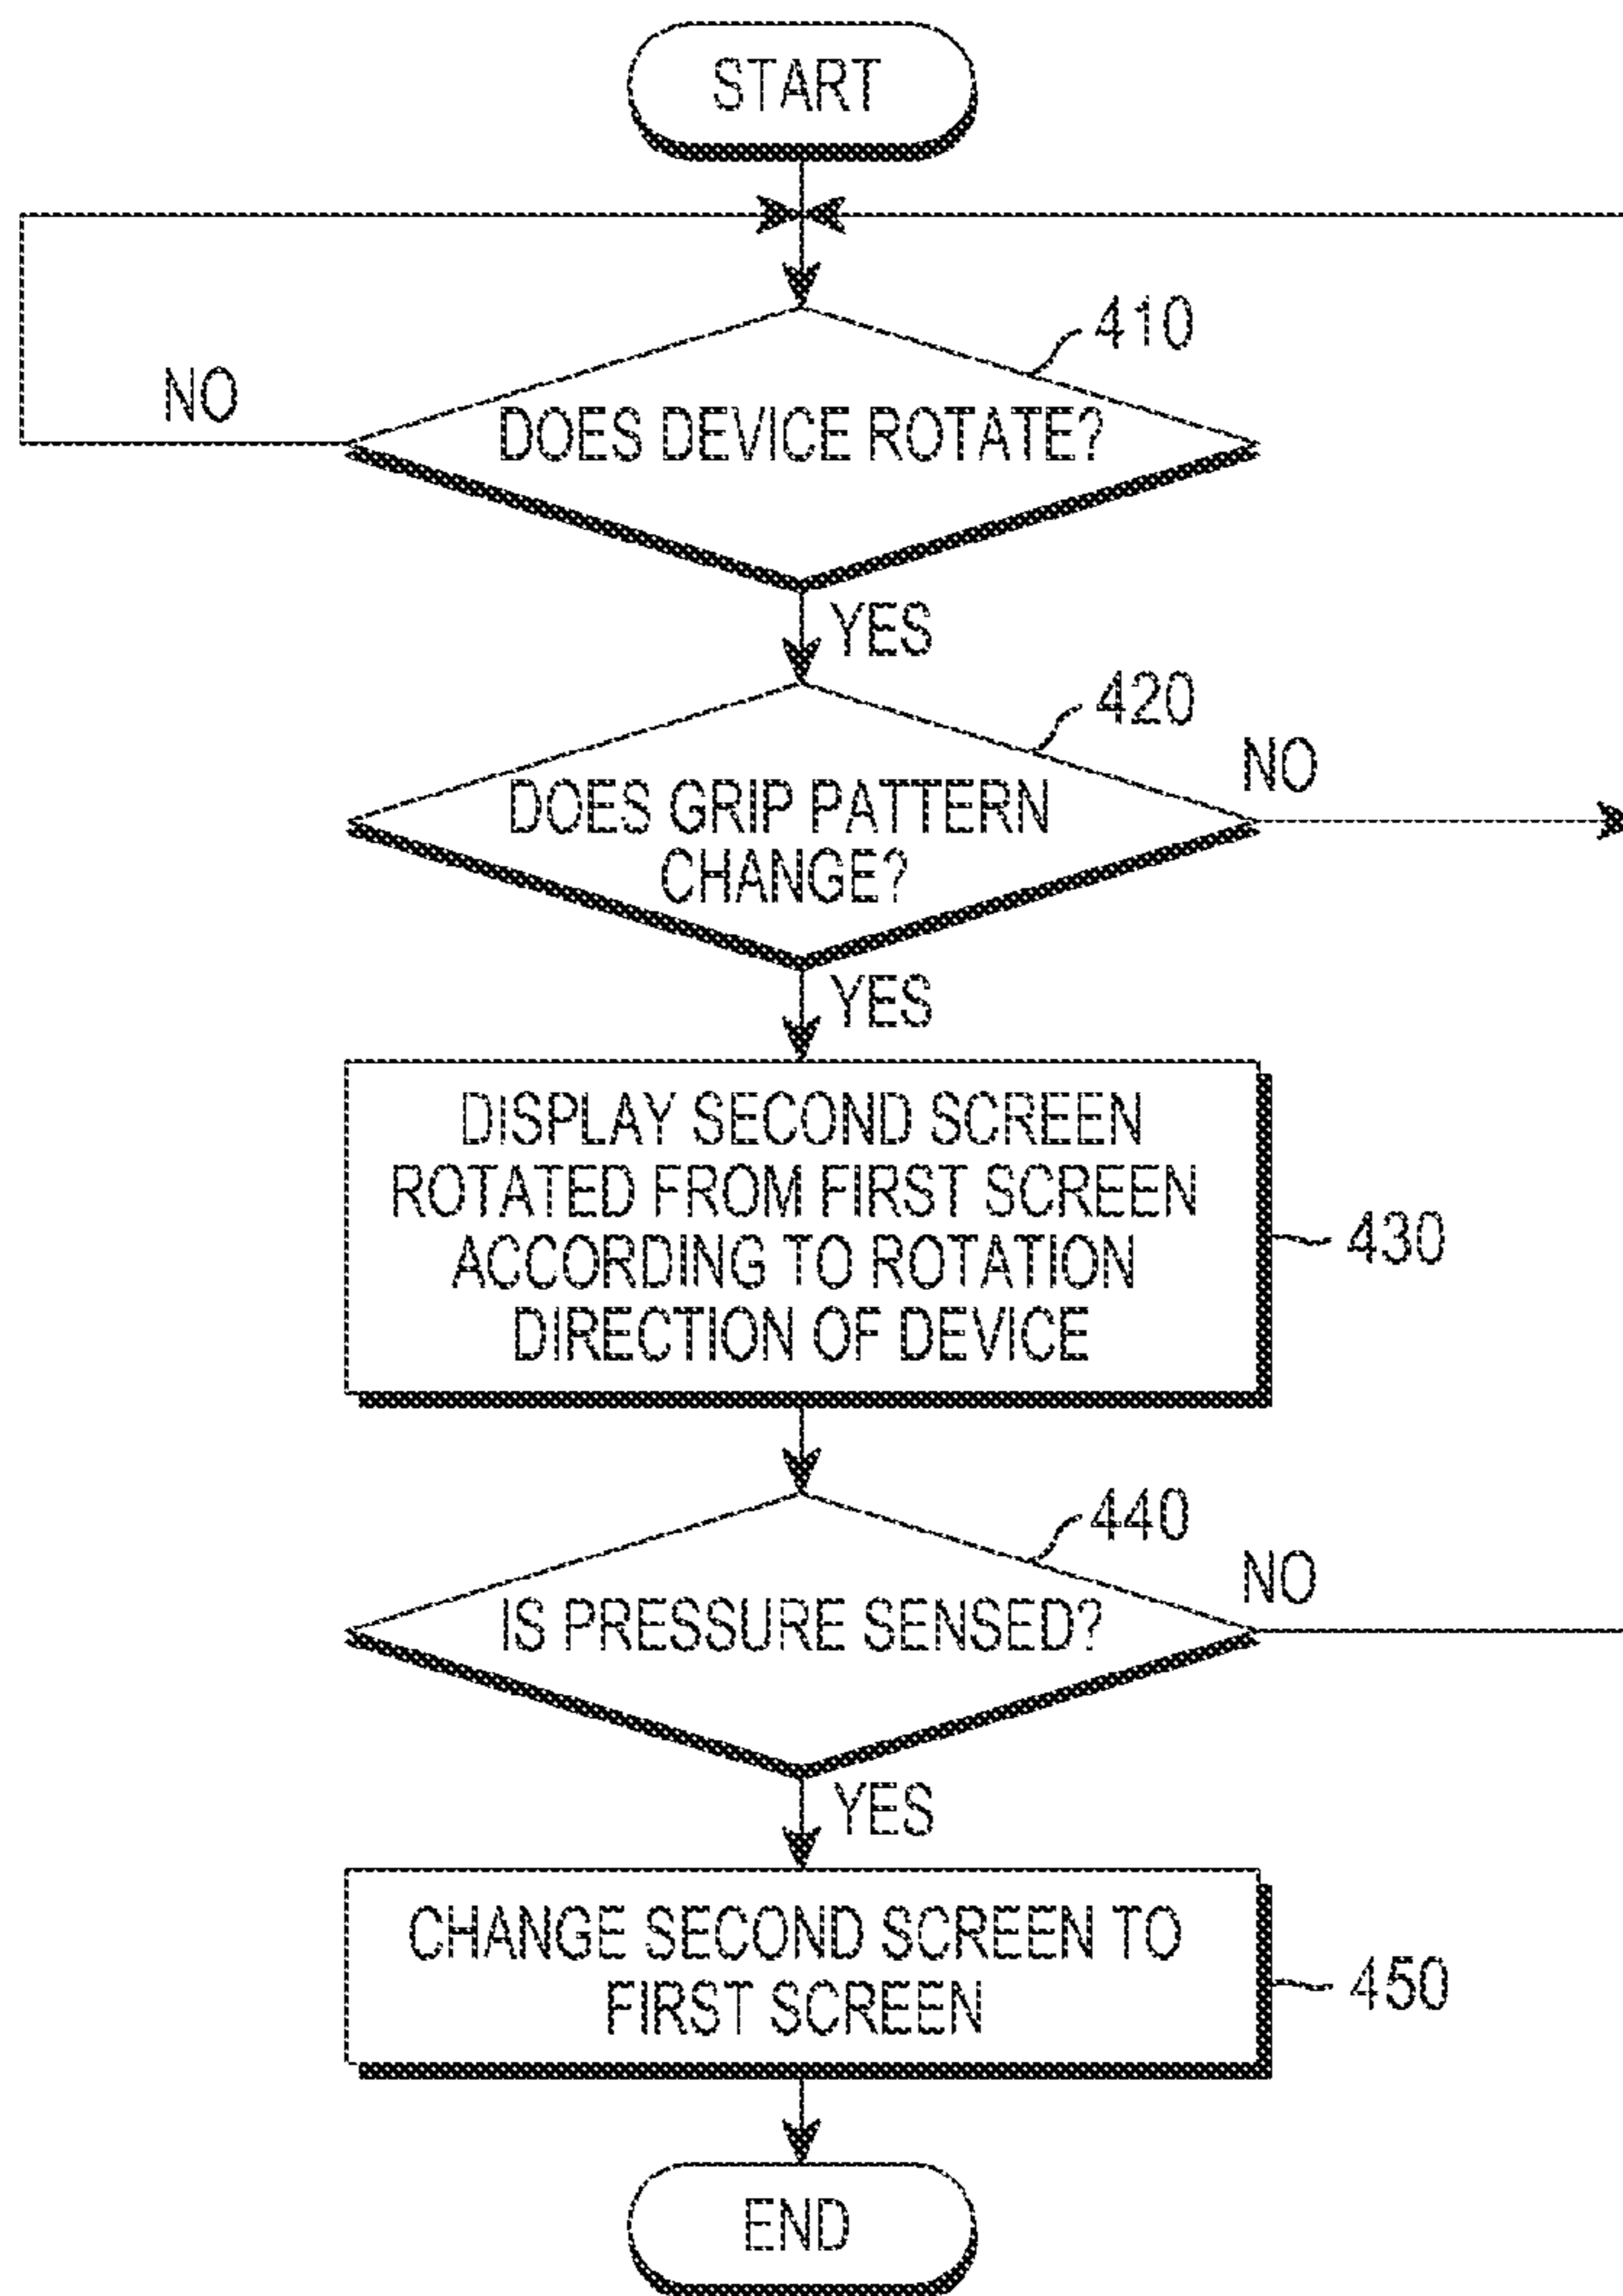 START
410
NO
DOES DEVICE ROTATE?
YES
420
NO
DOES GRIP PATTERN
CHANGE?
YES
DISPLAY SECOND SCREEN
ROTATED FROM FIRST SCREEN
ACCORDING TO ROTATION
DIRECTION OF DEVICE
430
440
NO
IS PRESSURE SENSED?
YES
CHANGE SECOND SCREEN TO
FIRST SCREEN
450
END